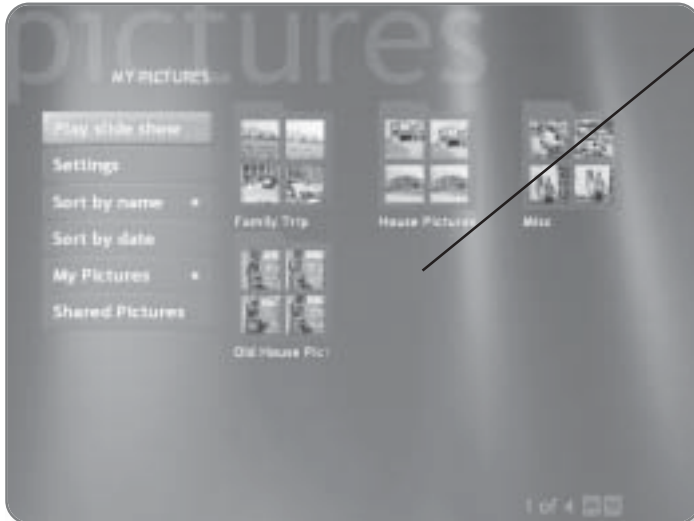 pictures
MY PICTURES
Play slide show
Settings
Sort by name
Sort by date
My Pictures
Shared Pictures
Family Trip
House Pictures
Misc
Old House Pict
1 of 4